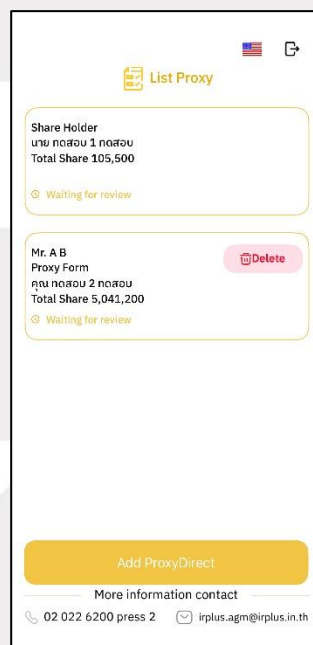 List Proxy
Share Holder
นาย ทดสอบ 1 ทดสอบ
Total Share 105,500
Waiting for review
Mr. A B
Delete
Proxy Form
คุณ ทดสอบ 2 ทดสอบ
Total Share 5,041,200
Waiting for review
Add ProxyDirect
More information contact
02 022 6200 press 2 irplus.agm@irplus.in.th